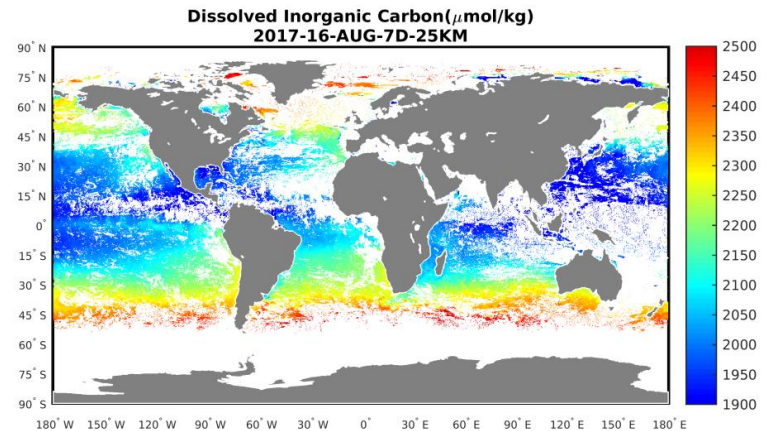 Dissolved Inorganic Carbon(μmol/kg)
2017-16-AUG-7D-25KM
90° N
75° N
60° N
45° N
30° N
15° N
0°
15° S
30° S
45° S
60° S
75° S
90° S
180° W 150° W 120° W 90° W 60° W 30° W 0° 30° E 60° E 90° E 120° E 150° E 180° E
2500
2450
2400
2350
2300
2250
2200
2150
2100
2050
2000
1950
1900